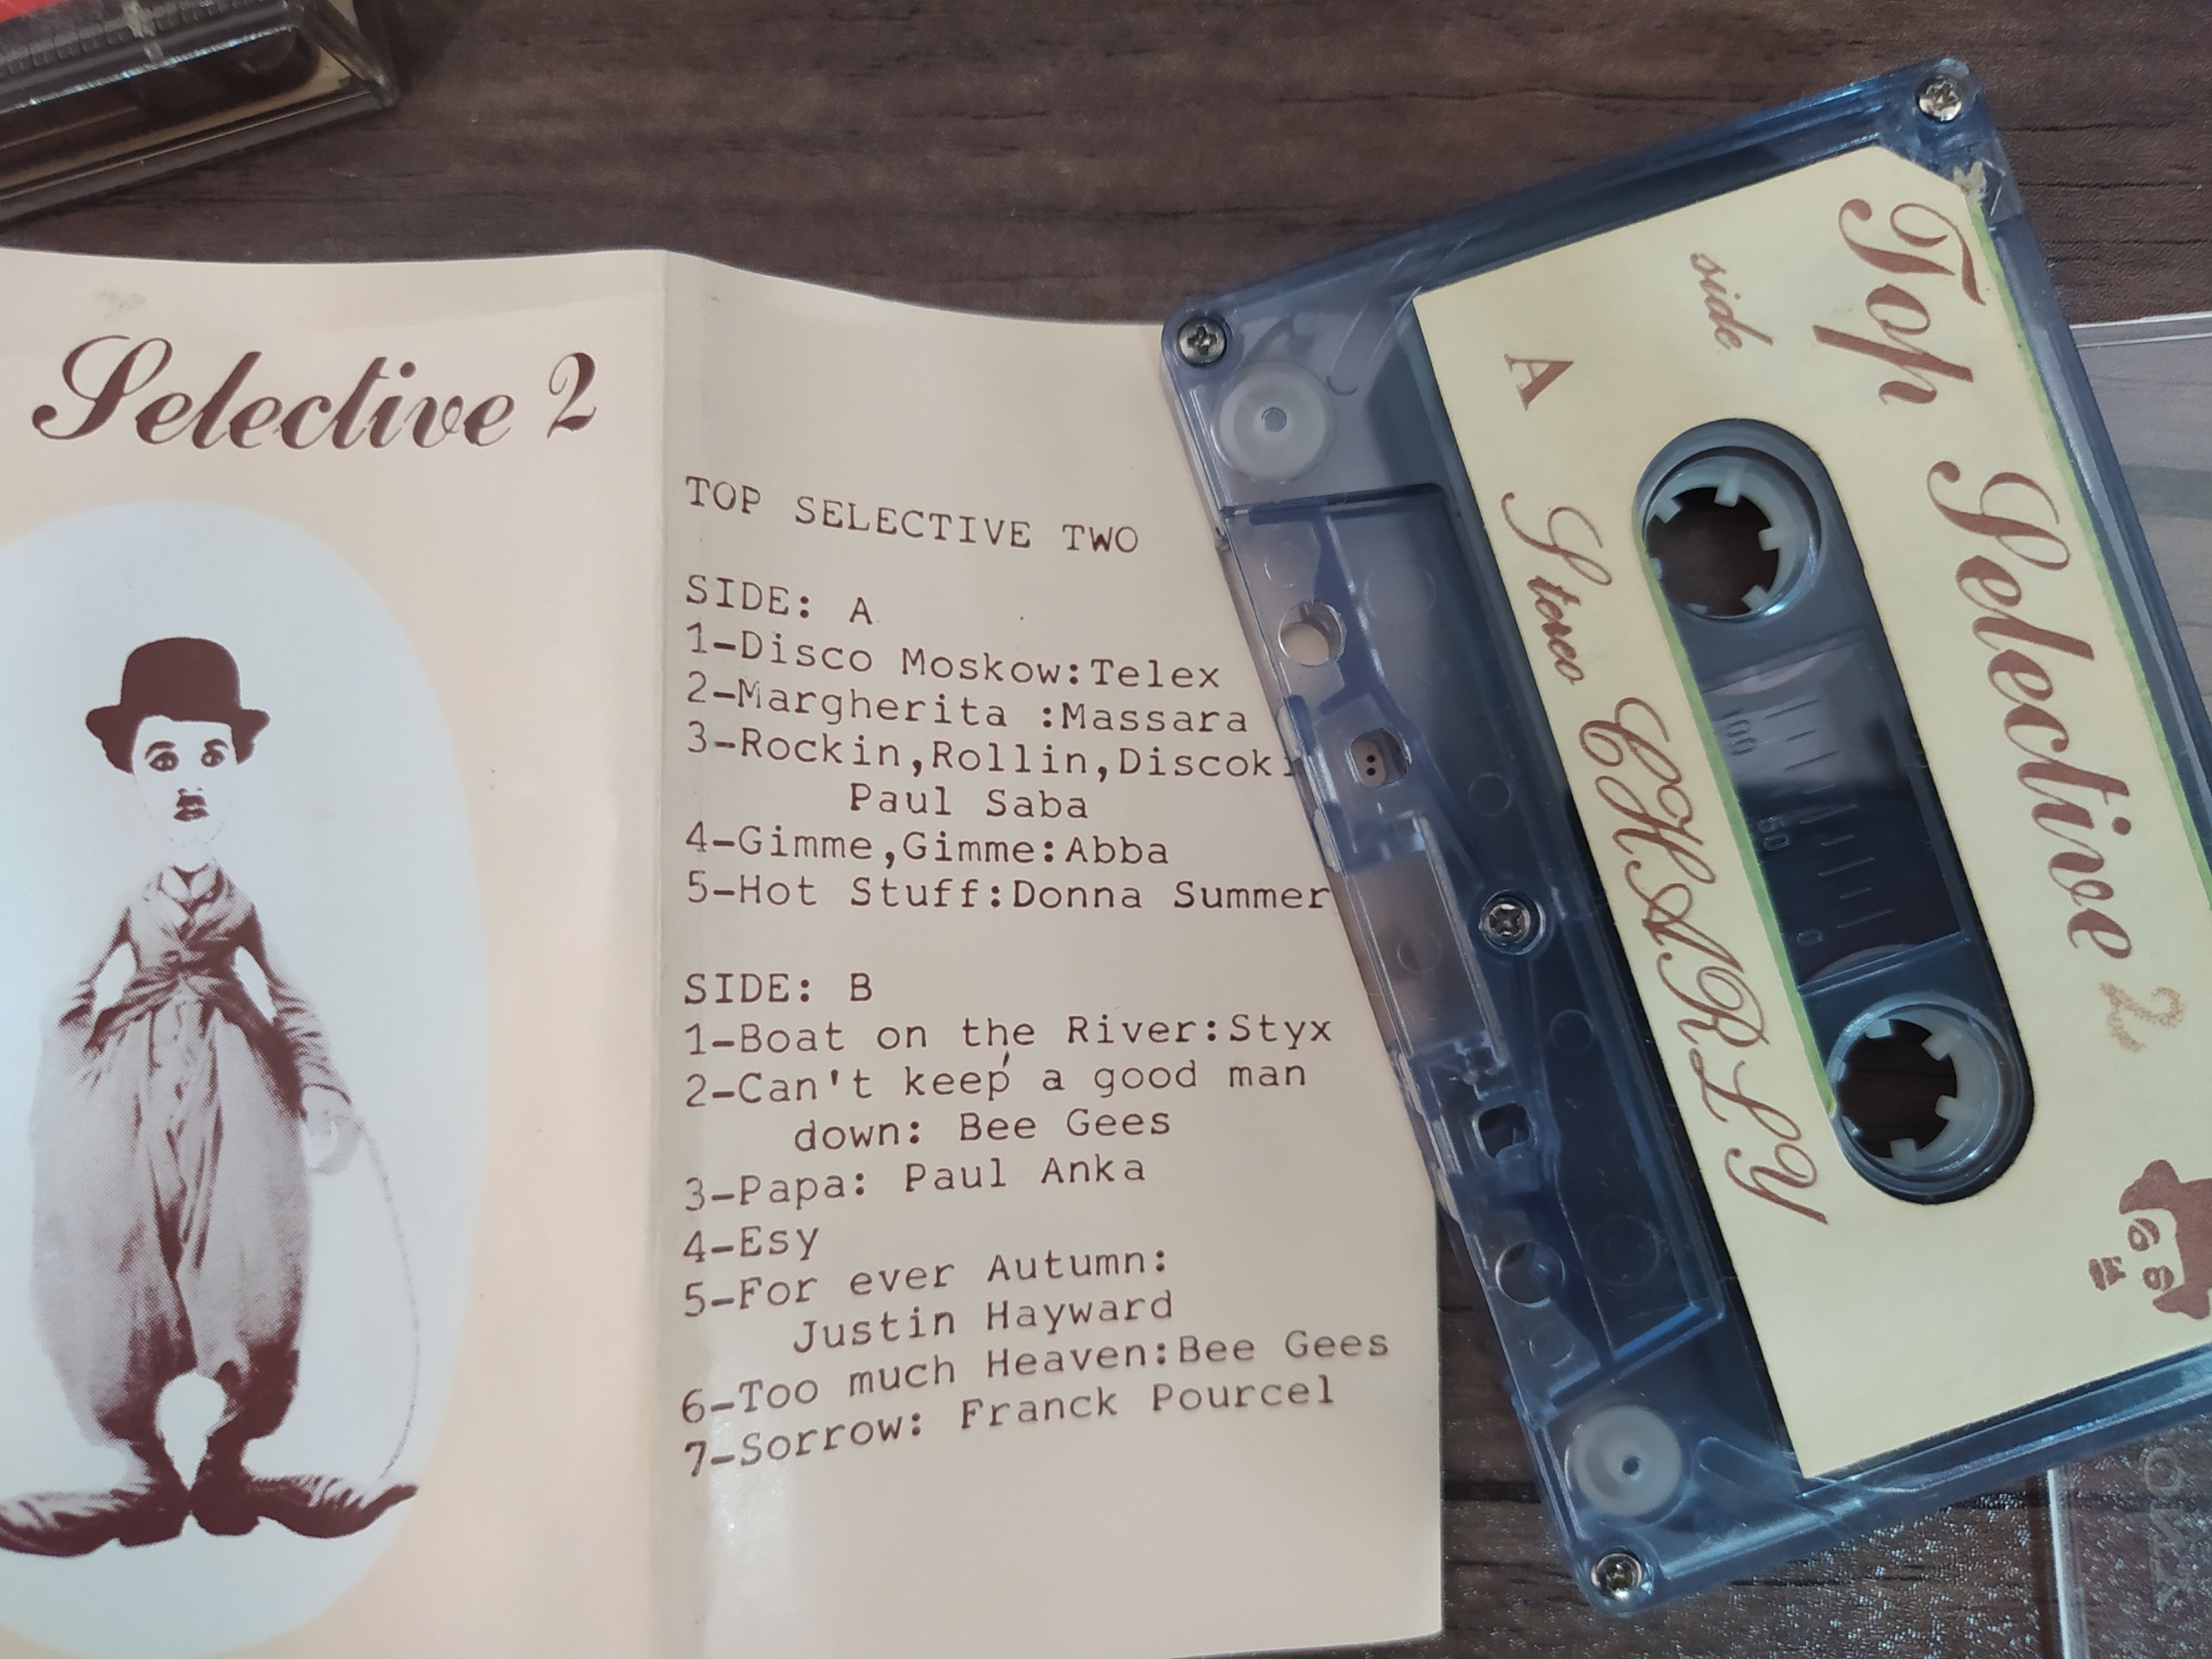 Selective 2
TOP SELECTIVE TWO
SIDE: A
1-Disco Moskow:Telex
2-Margherita :Massara
3-Rockin,Rollin,Discok
Paul Saba
4-Gimme,Gimme:Abba
5-Hot Stuff:Donna Summer
SIDE: B
1-Boat on the River:Styx
2-Can't keep a good man
down: Bee Gees
3-Papa: Paul Anka
4-Esy
5-For ever Autumn:
Justin Hayward
6-Too much Heaven:Bee Gees
7-Sorrow: Franck Pourcel
Top Selective 2
side
A
Stereo CHARLY
100
50
0